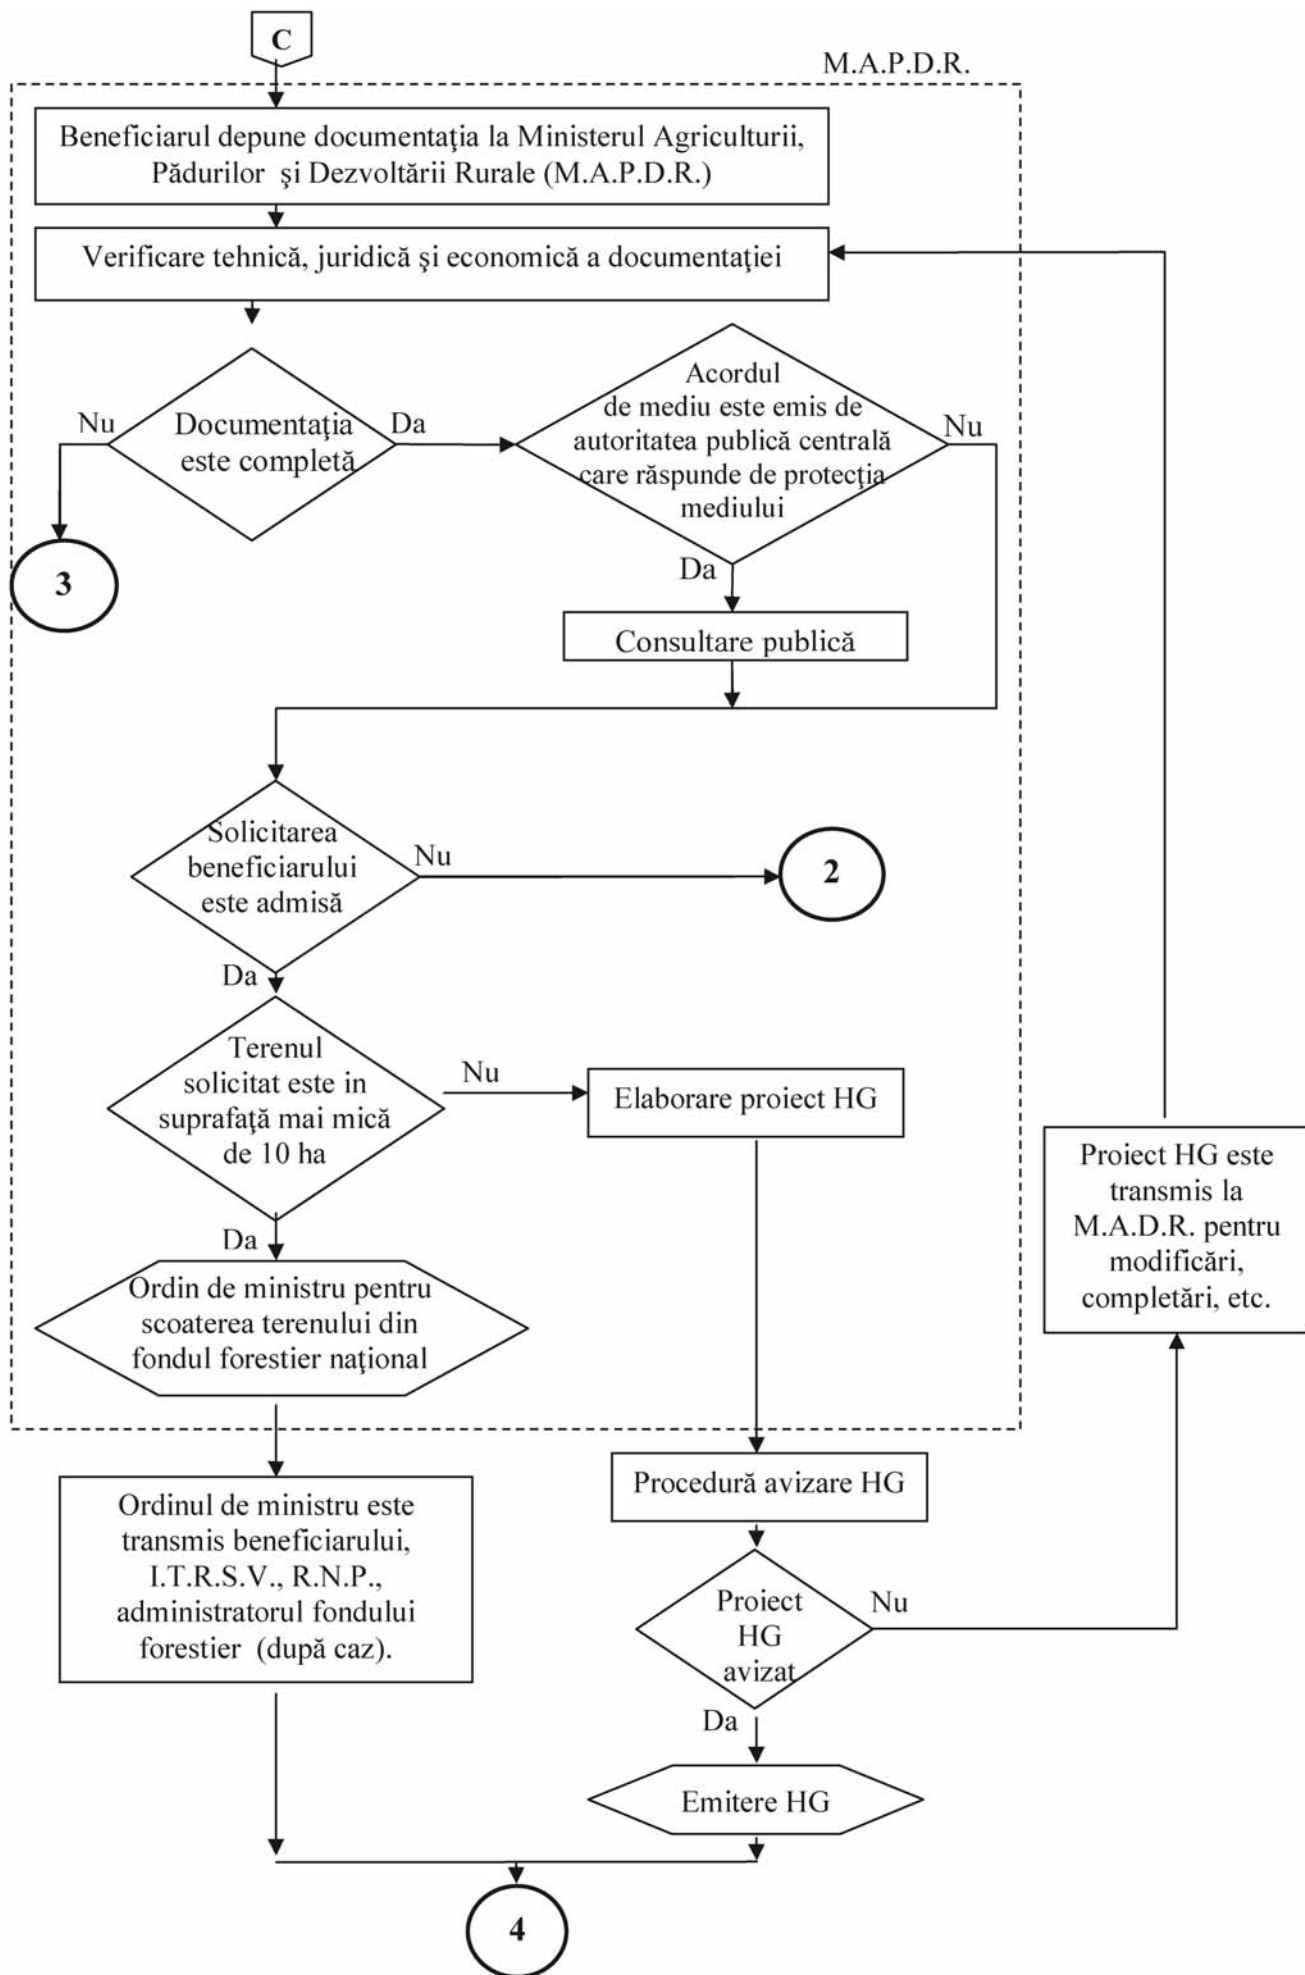 C
M.A.P.D.R.
Beneficiarul depune documentaţia la Ministerul Agriculturii,
Pădurilor şi Dezvoltării Rurale (M.A.P.D.R.)
Verificare tehnică, juridică şi economică a documentaţiei
Nu
Documentaţia
este completă
Da
Acordul
de mediu este emis de
autoritatea publică centrală
care răspunde de protecţia
mediului
Nu
3
Da
Consultare publică
Solicitarea
beneficiarului
este admisă
Nu
2
Da
Terenul
solicitat este in
suprafaţă mai mică
de 10 ha
Nu
Elaborare proiect HG
Proiect HG este
transmis la
M.A.D.R. pentru
modificări,
completări, etc.
Da
Ordin de ministru pentru
scoaterea terenului din
fondul forestier naţional
Procedură avizare HG
Ordinul de ministru este
transmis beneficiarului,
I.T.R.S.V., R.N.P.,
administratorul fondului
forestier (după caz).
Proiect
HG
avizat
Nu
Da
Emitere HG
4